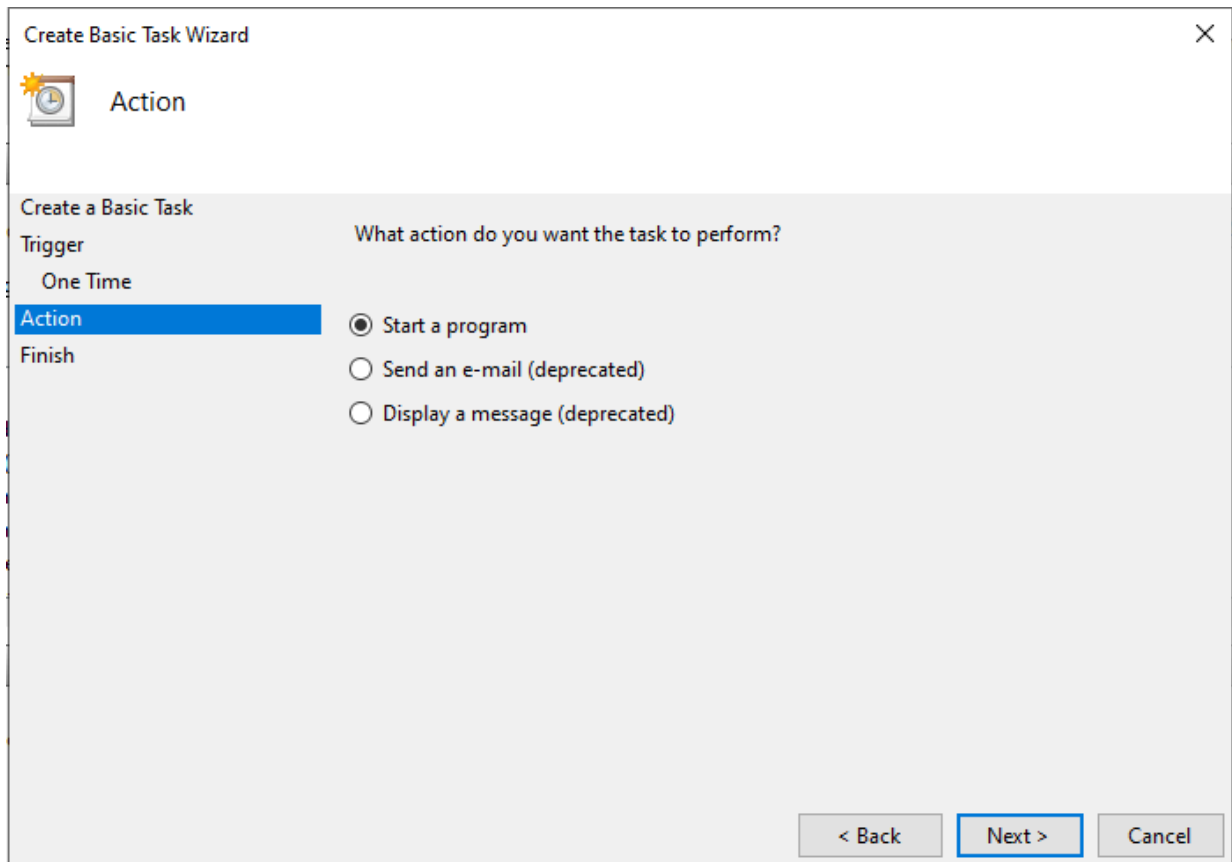 Create Basic Task Wizard
Action
Create a Basic Task
Trigger
One Time
Action
Finish
What action do you want the task to perform?
Start a program
Send an e-mail (deprecated)
Display a message (deprecated)
< Back
Next >
Cancel